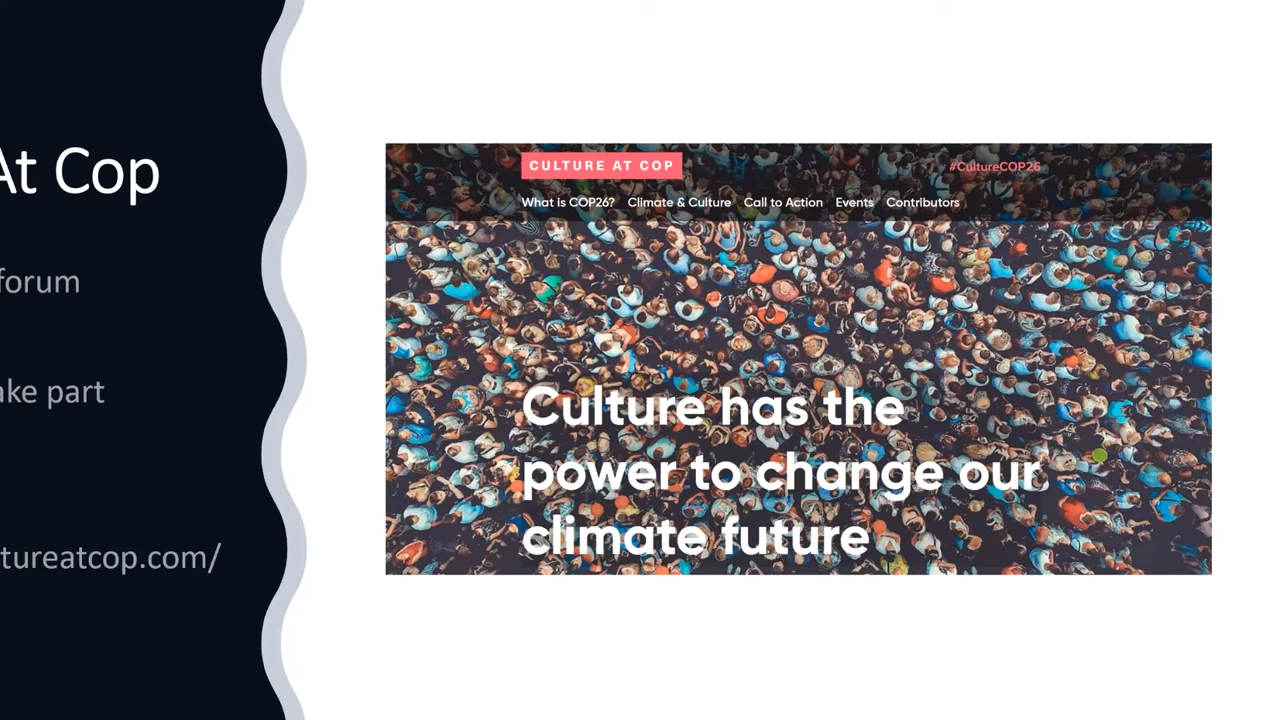 At Cop
forum
take part
tureatcop.com/
CULTURE AT COP
#CultureCOP26
What is COP26? Climate & Culture Call to Action Events Contributors
Culture has the
power to change our
climate future